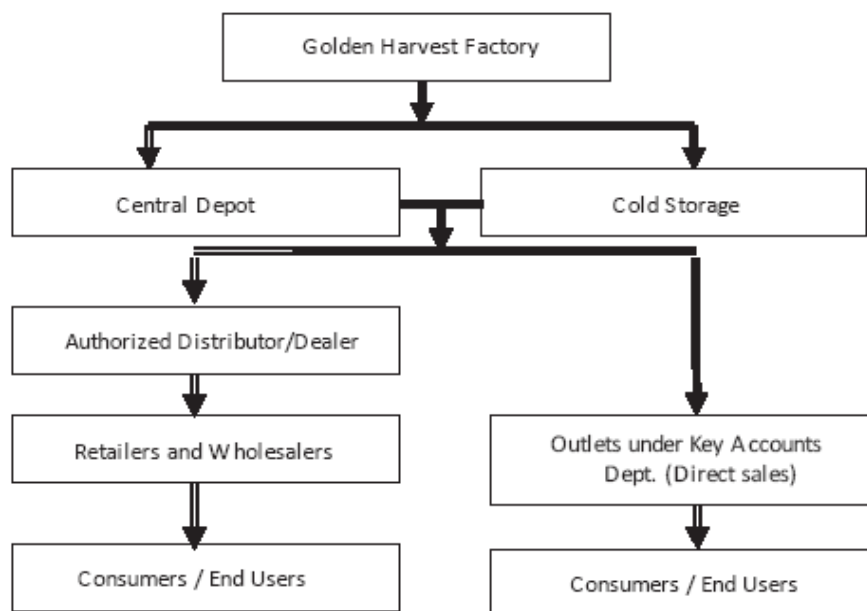 Golden Harvest Factory
Central Depot
Cold Storage
Authorized Distributor/Dealer
Retailers and Wholesalers
Outlets under Key Accounts
Dept. (Direct sales)
Consumers / End Users
Consumers / End Users